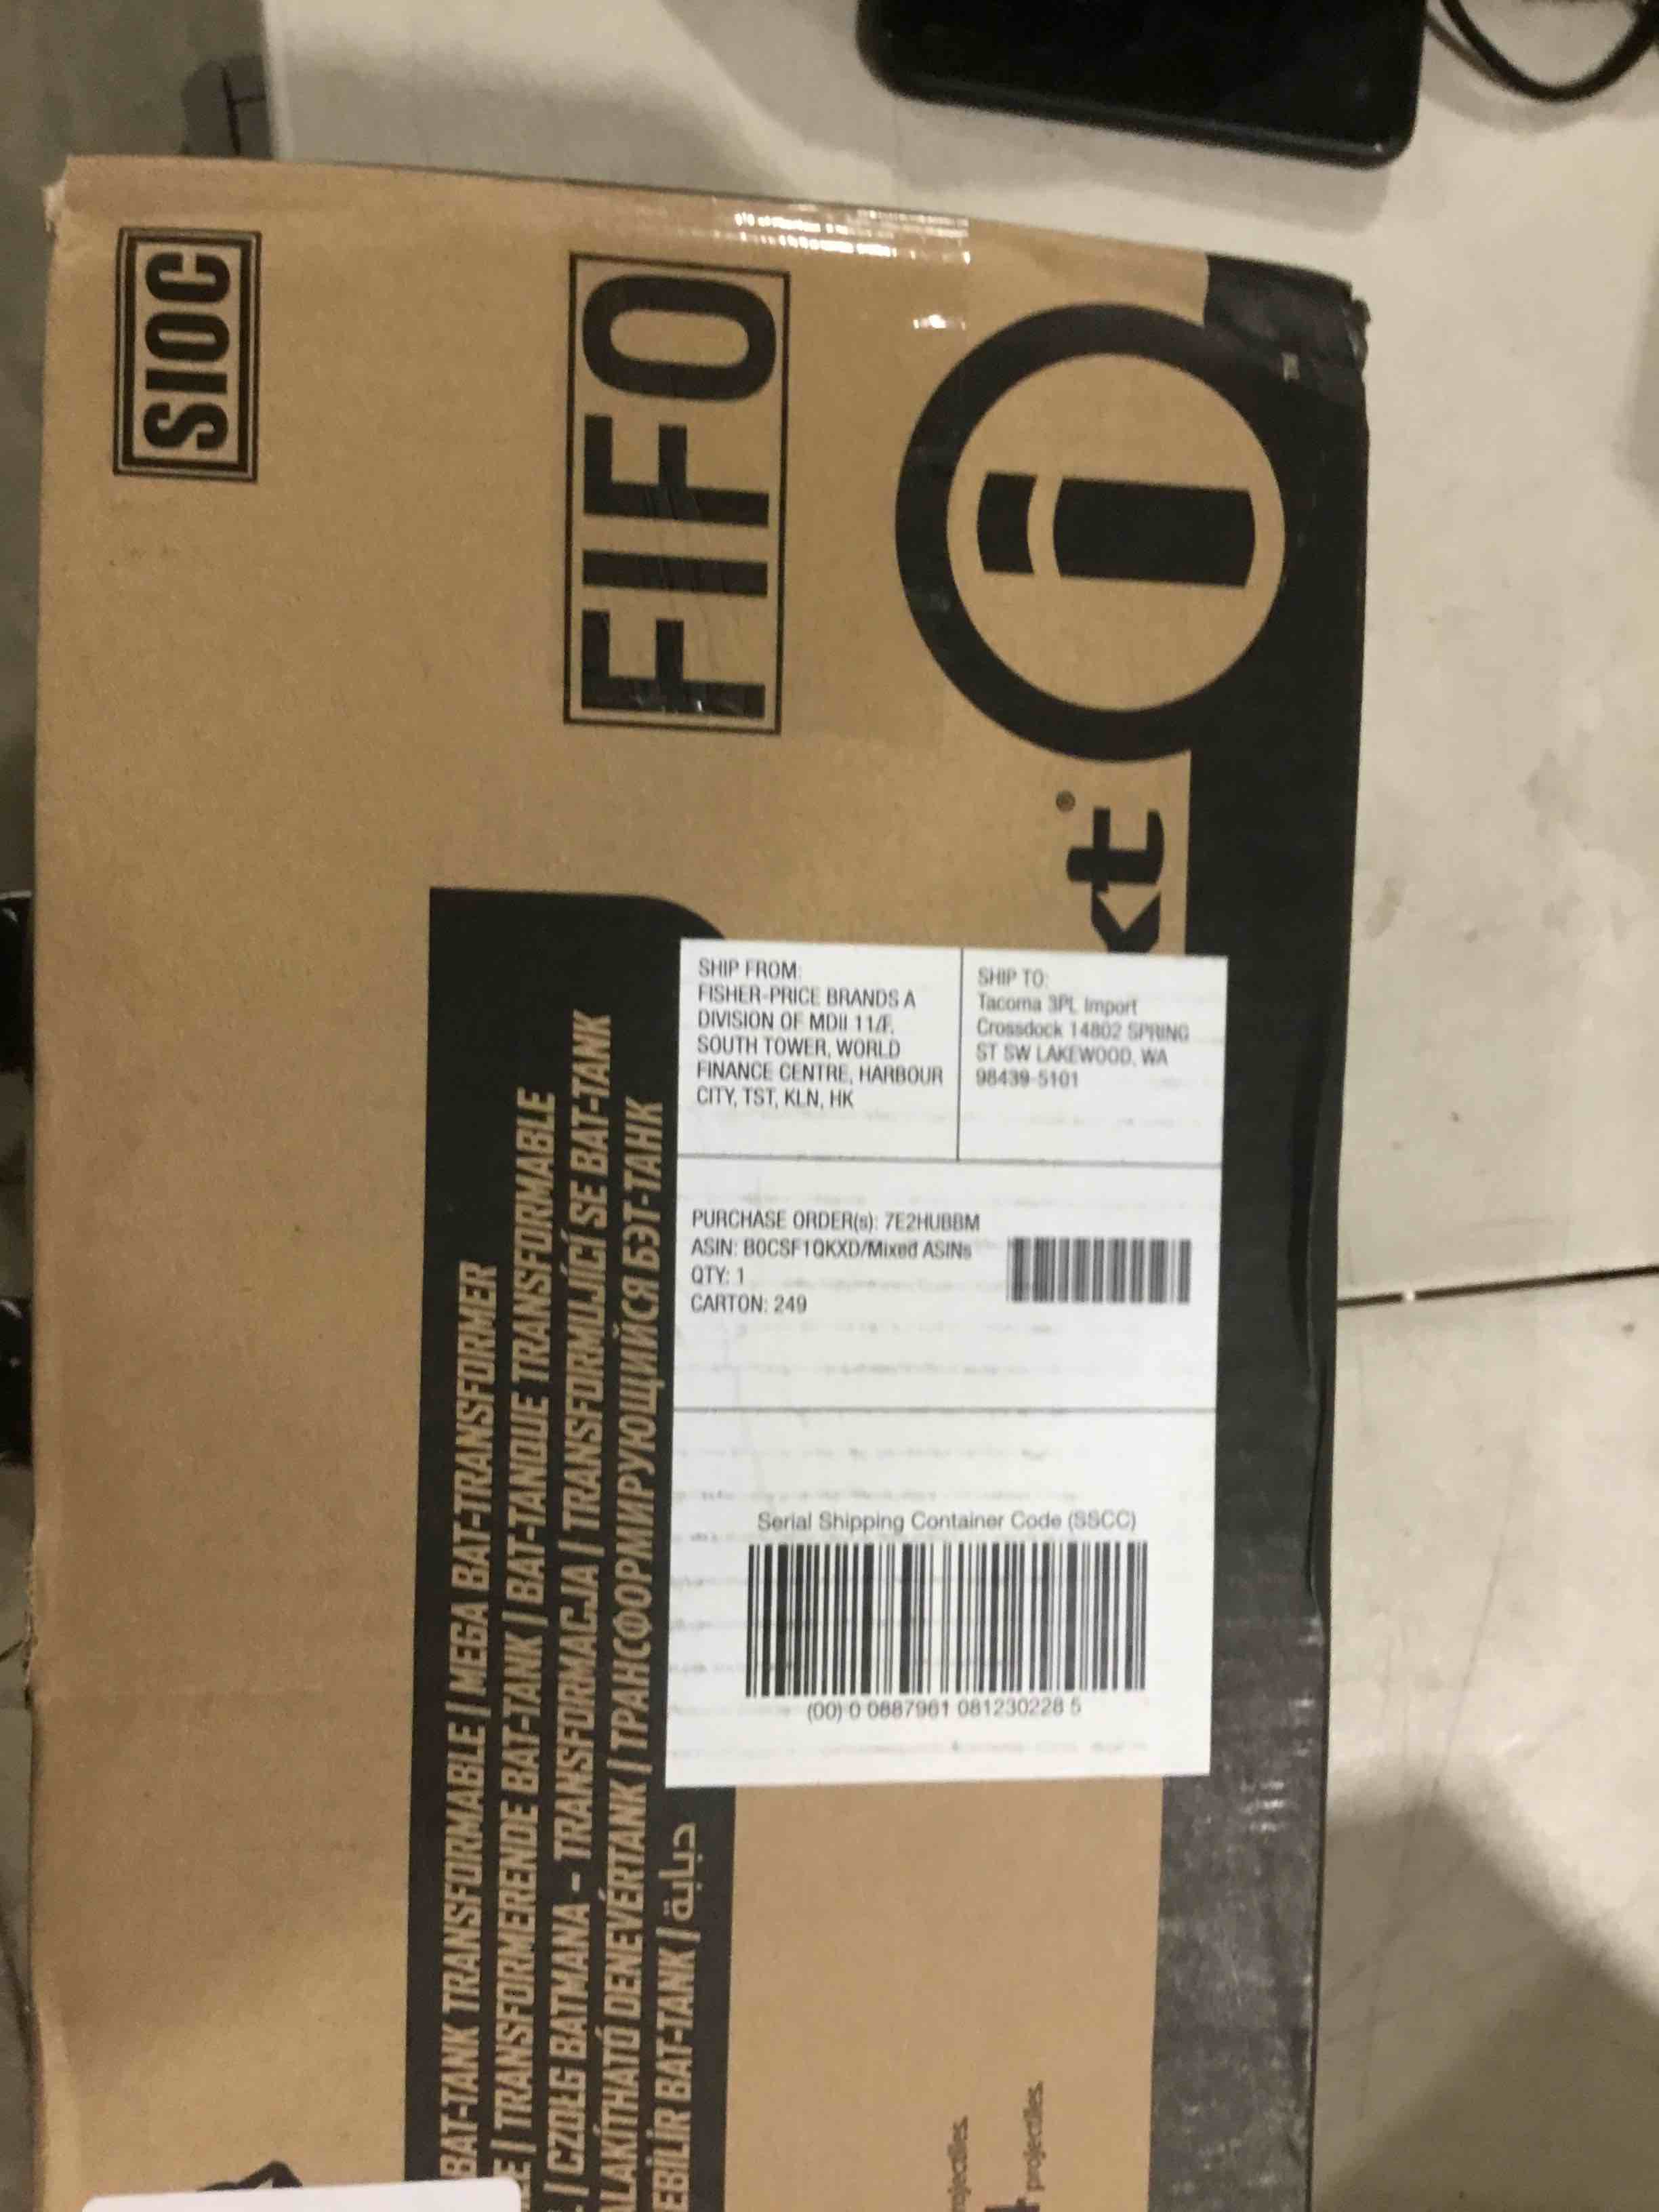 SIOC
FIFO
i
kt®
SHIP FROM:
FISHER-PRICE BRANDS A
DIVISION OF MDII 11/F,
SOUTH TOWER, WORLD
FINANCE CENTRE, HARBOUR
CITY, TST, KLN, HK
SHIP TO:
Tacoma 3PL Import
Crossdock 14802 SPRING
ST SW LAKEWOOD, WA
98439-5101
PURCHASE ORDER(s): 7E2HUBBM
ASIN: B0CSF1QKXD/Mixed ASINs
QTY: 1
CARTON: 249
Serial Shipping Container Code (SSCC)
(00) 0 0887961 081230228 5
BAT-TANK TRANSFORMABLE | MEGA BAT-TRANSFORMER
E | TRANSFORMERENDE BAT-TANK | BAT-TANQUE TRANSFORMABLE
| CZOŁG BATMANA - TRANSFORMACJA | TRANSFORMUJÍCÍ SE BAT-TANK
ALAKÍTHATÓ DENEVÉRTANK | ТРАНСФОРМИРУЮЩИЙСЯ БЭТ-ТАНК
EBİLİR BAT-TANK | دبابة
projectiles.
projectiles.